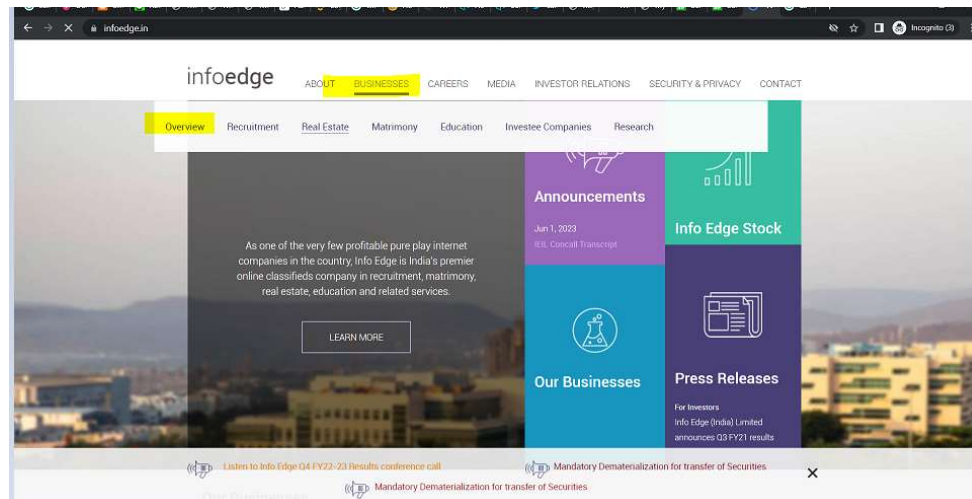 infoedge.in
Incognito (3)
infoedge
ABOUT BUSINESSES CAREERS MEDIA INVESTOR RELATIONS SECURITY & PRIVACY CONTACT
Overview Recruitment Real Estate Matrimony Education Investee Companies Research
As one of the very few profitable pure play internet
companies in the country, Info Edge is India's premier
online classifieds company in recruitment, matrimony,
real estate, education and related services.
LEARN MORE
Announcements
Jun 1, 2023
IEIL Concall Transcript
Info Edge Stock
Our Businesses
Press Releases
For Investors
Info Edge (India) Limited
announces Q3 FY21 results
Listen to Info Edge Q4 FY22-23 Results conference call
Mandatory Dematerialization for transfer of Securities
Mandatory Dematerialization for transfer of Securities
Our Businesses